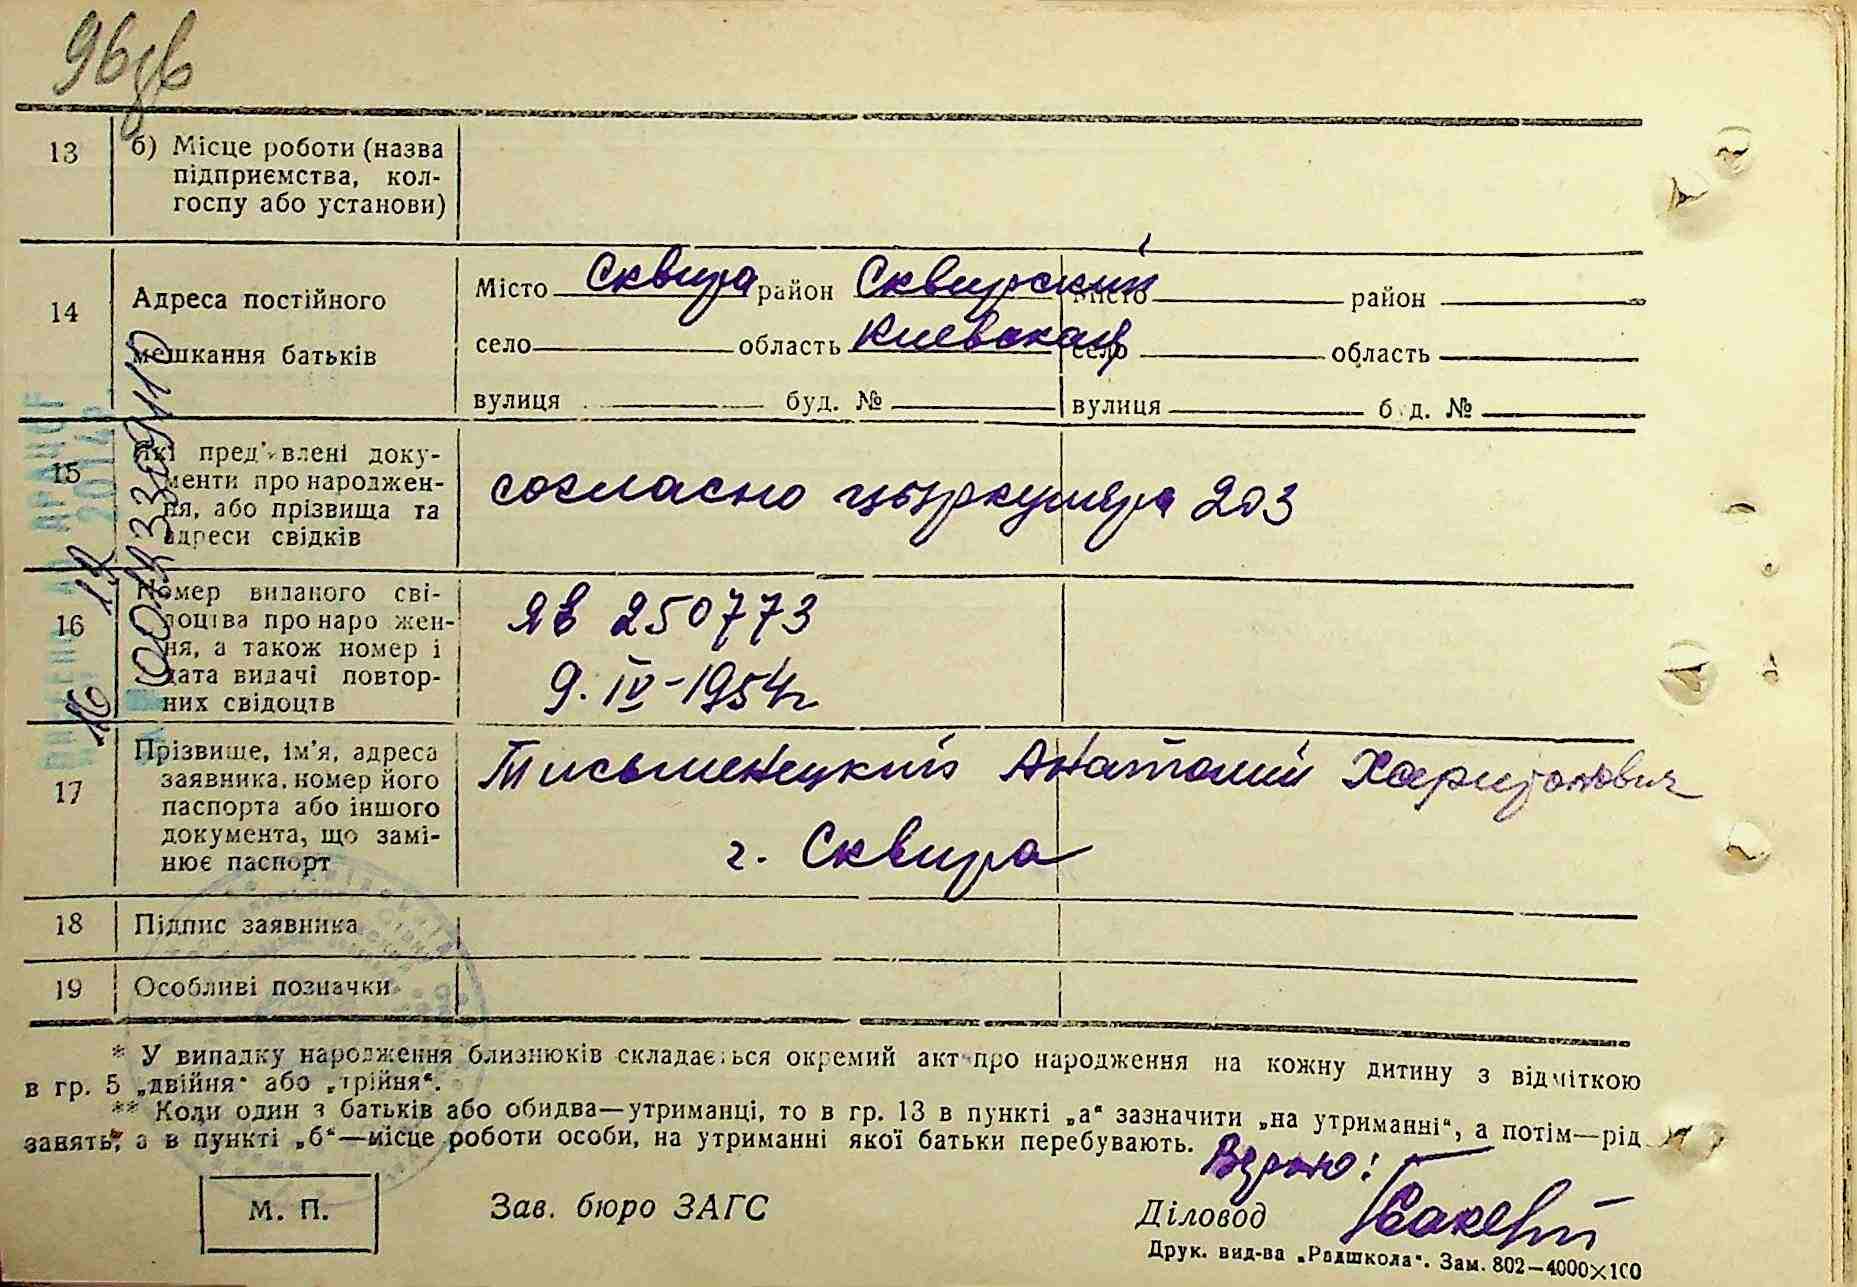 13
б) Місце роботи (назва
підприємства, кол-
госпу або установи)
14
Адреса постійного
мешкання батьків
Місто Сквира район Сквирский місто район
село область Киевская село область
вулиця буд. № вулиця буд. №
15
Які пред'явлені доку-
менти про народжен-
ня, або прізвища та
адреси свідків
согласно цыркуляра 203
16
Номер виданого сві-
доцтва про народжен-
ня, а також номер і
дата видачі повтор-
них свідоцтв
ЯВ 250773
9. IV-1954г
17
Прізвище, ім'я, адреса
заявника, номер його
паспорта або іншого
документа, що замі-
нює паспорт
Письменецкий Анатолий Харитонович
г. Сквира
18
Підпис заявника
19
Особливі позначки
* У випадку народження близнюків складається окремий акт про народження на кожну дитину з відміткою
в гр. 5 „двійня“ або „трійня“.
** Коли один з батьків або обидва—утриманці, то в гр. 13 в пункті „а“ зазначити „на утриманні“, а потім—рід
занять, а в пункті „б“—місце роботи особи, на утриманні якої батьки перебувають.
Верно!
М. П.
Зав. бюро ЗАГС
Діловод
Друк. вид-ва „Радшкола“. Зам. 802—4000×100